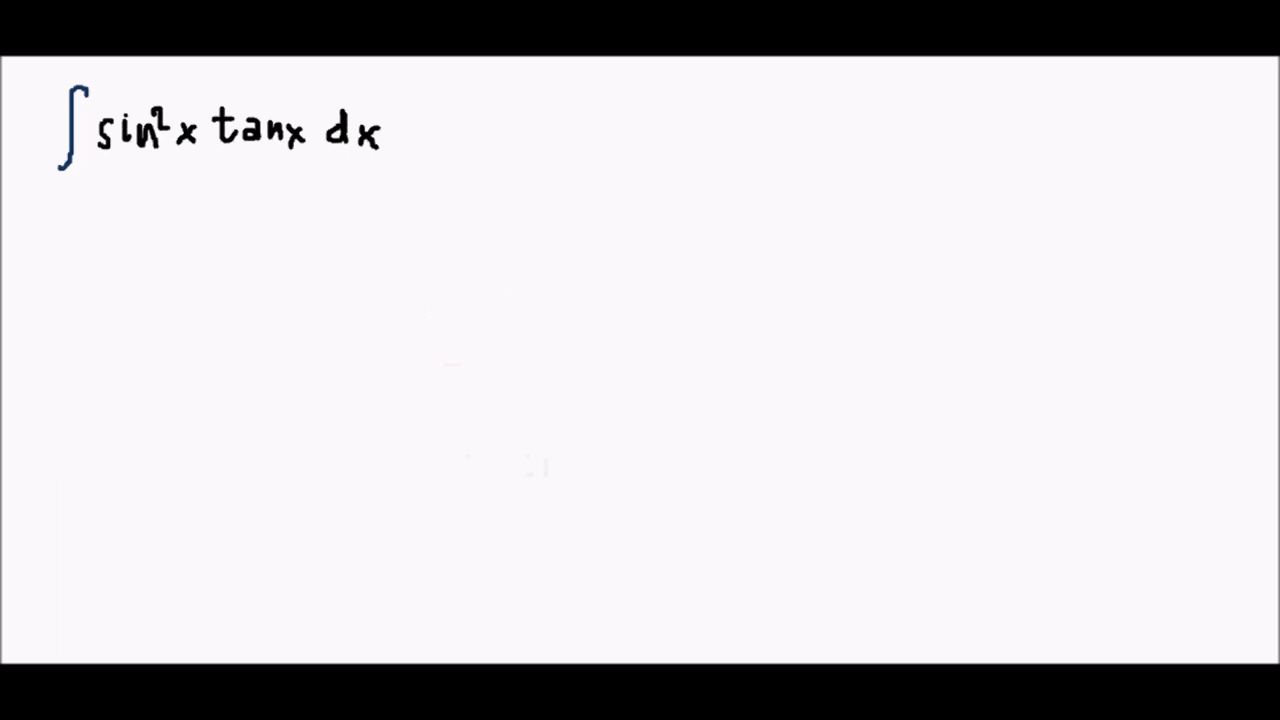 ∫ sin²x tanx dx